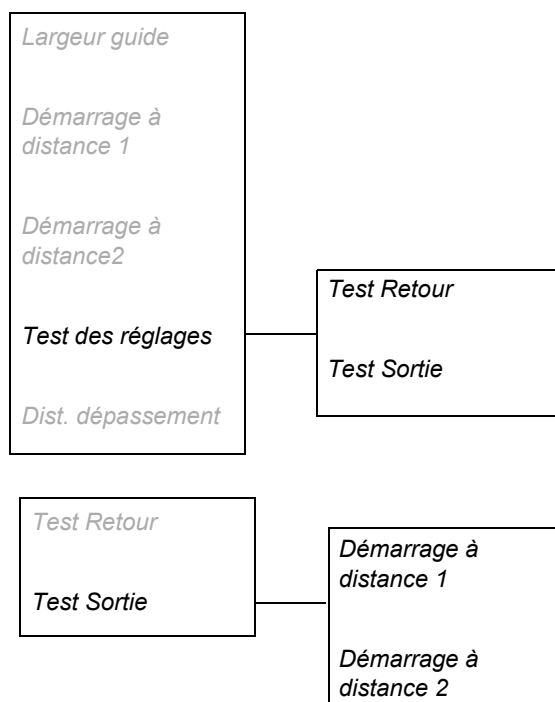 Largeur guide
Démarrage à
distance 1
Démarrage à
distance2
Test des réglages
Dist. dépassement
Test Retour
Test Sortie
Test Retour
Test Sortie
Démarrage à
distance 1
Démarrage à
distance 2